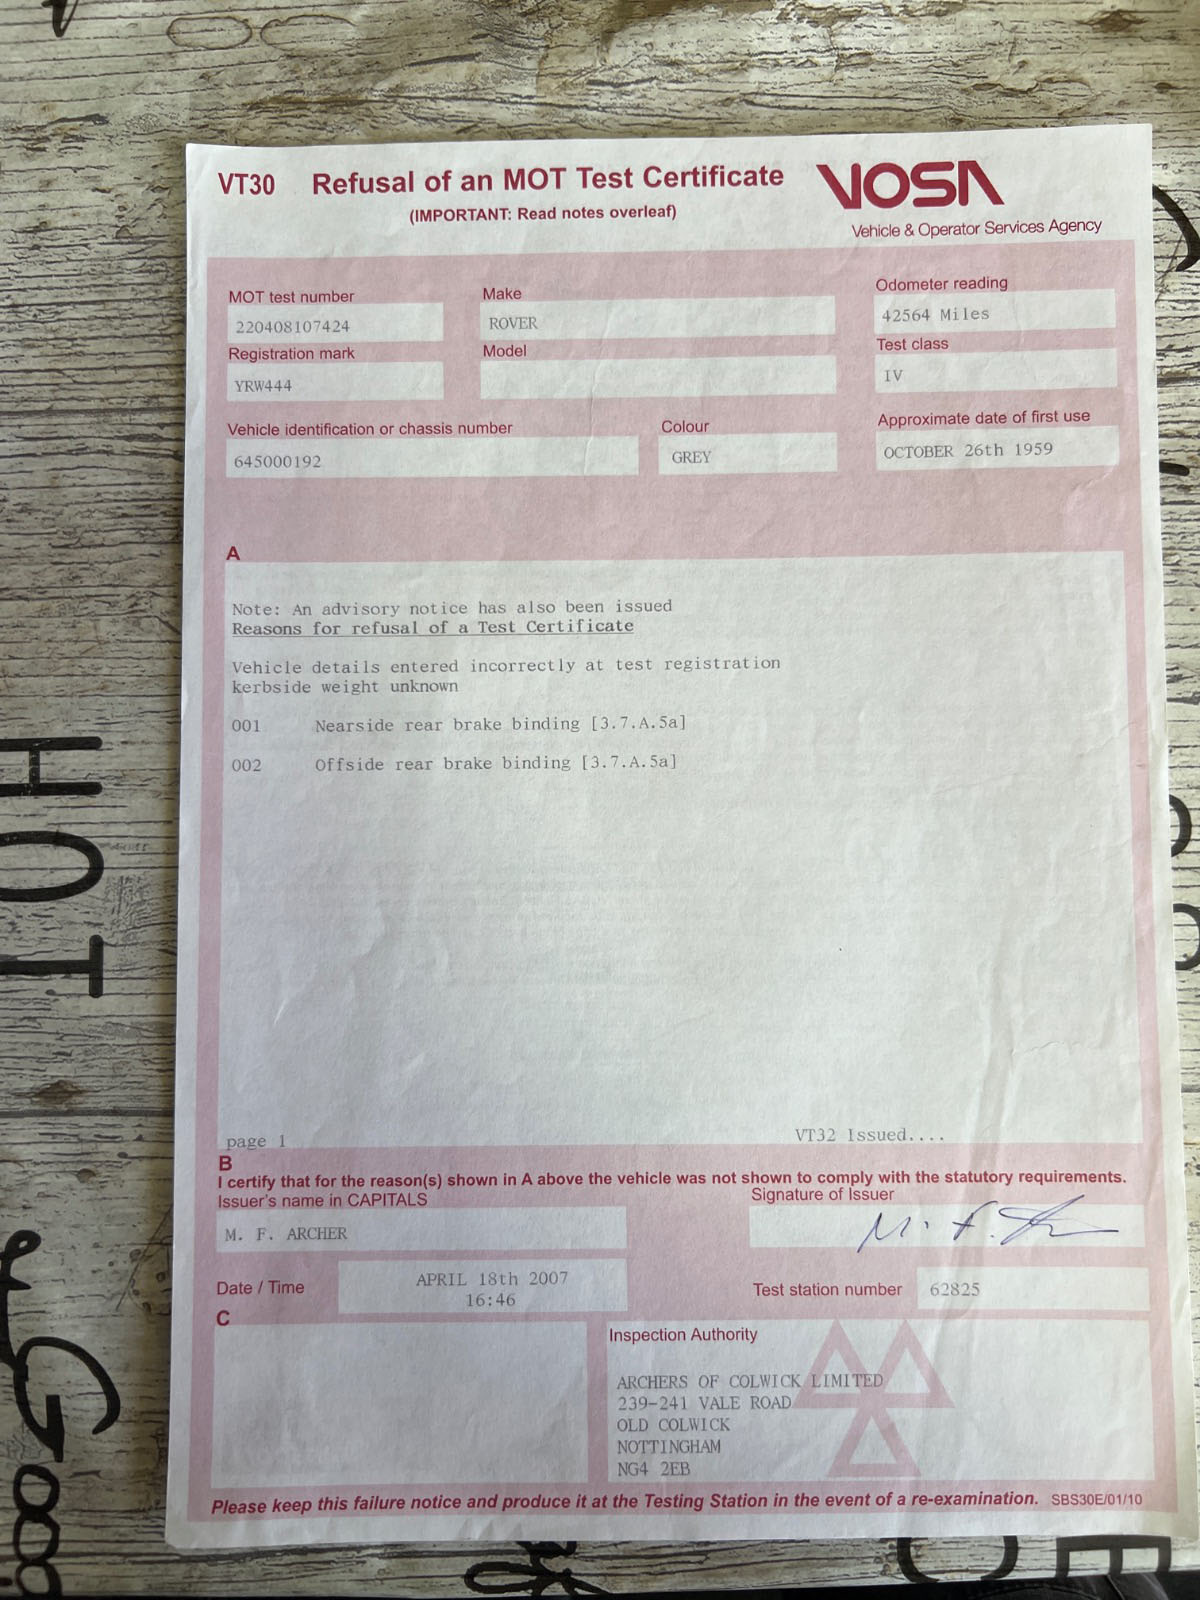 VT30 Refusal of an MOT Test Certificate
(IMPORTANT: Read notes overleaf)
VOSA
Vehicle & Operator Services Agency
MOT test number
220408107424
Make
ROVER
Odometer reading
42564 Miles
Registration mark
YRW444
Model
Test class
IV
Vehicle identification or chassis number
645000192
Colour
GREY
Approximate date of first use
OCTOBER 26th 1959
A
Note: An advisory notice has also been issued
Reasons for refusal of a Test Certificate
Vehicle details entered incorrectly at test registration
kerbside weight unknown
001 Nearside rear brake binding [3.7.A.5a]
002 Offside rear brake binding [3.7.A.5a]
page 1
VT32 Issued....
B
I certify that for the reason(s) shown in A above the vehicle was not shown to comply with the statutory requirements.
Issuer's name in CAPITALS
M. F. ARCHER
Signature of Issuer
M. F.
Date / Time
APRIL 18th 2007
16:46
Test station number
62825
C
Inspection Authority
ARCHERS OF COLWICK LIMITED
239-241 VALE ROAD
OLD COLWICK
NOTTINGHAM
NG4 2EB
Please keep this failure notice and produce it at the Testing Station in the event of a re-examination. SBS30E/01/10
HOT
Good